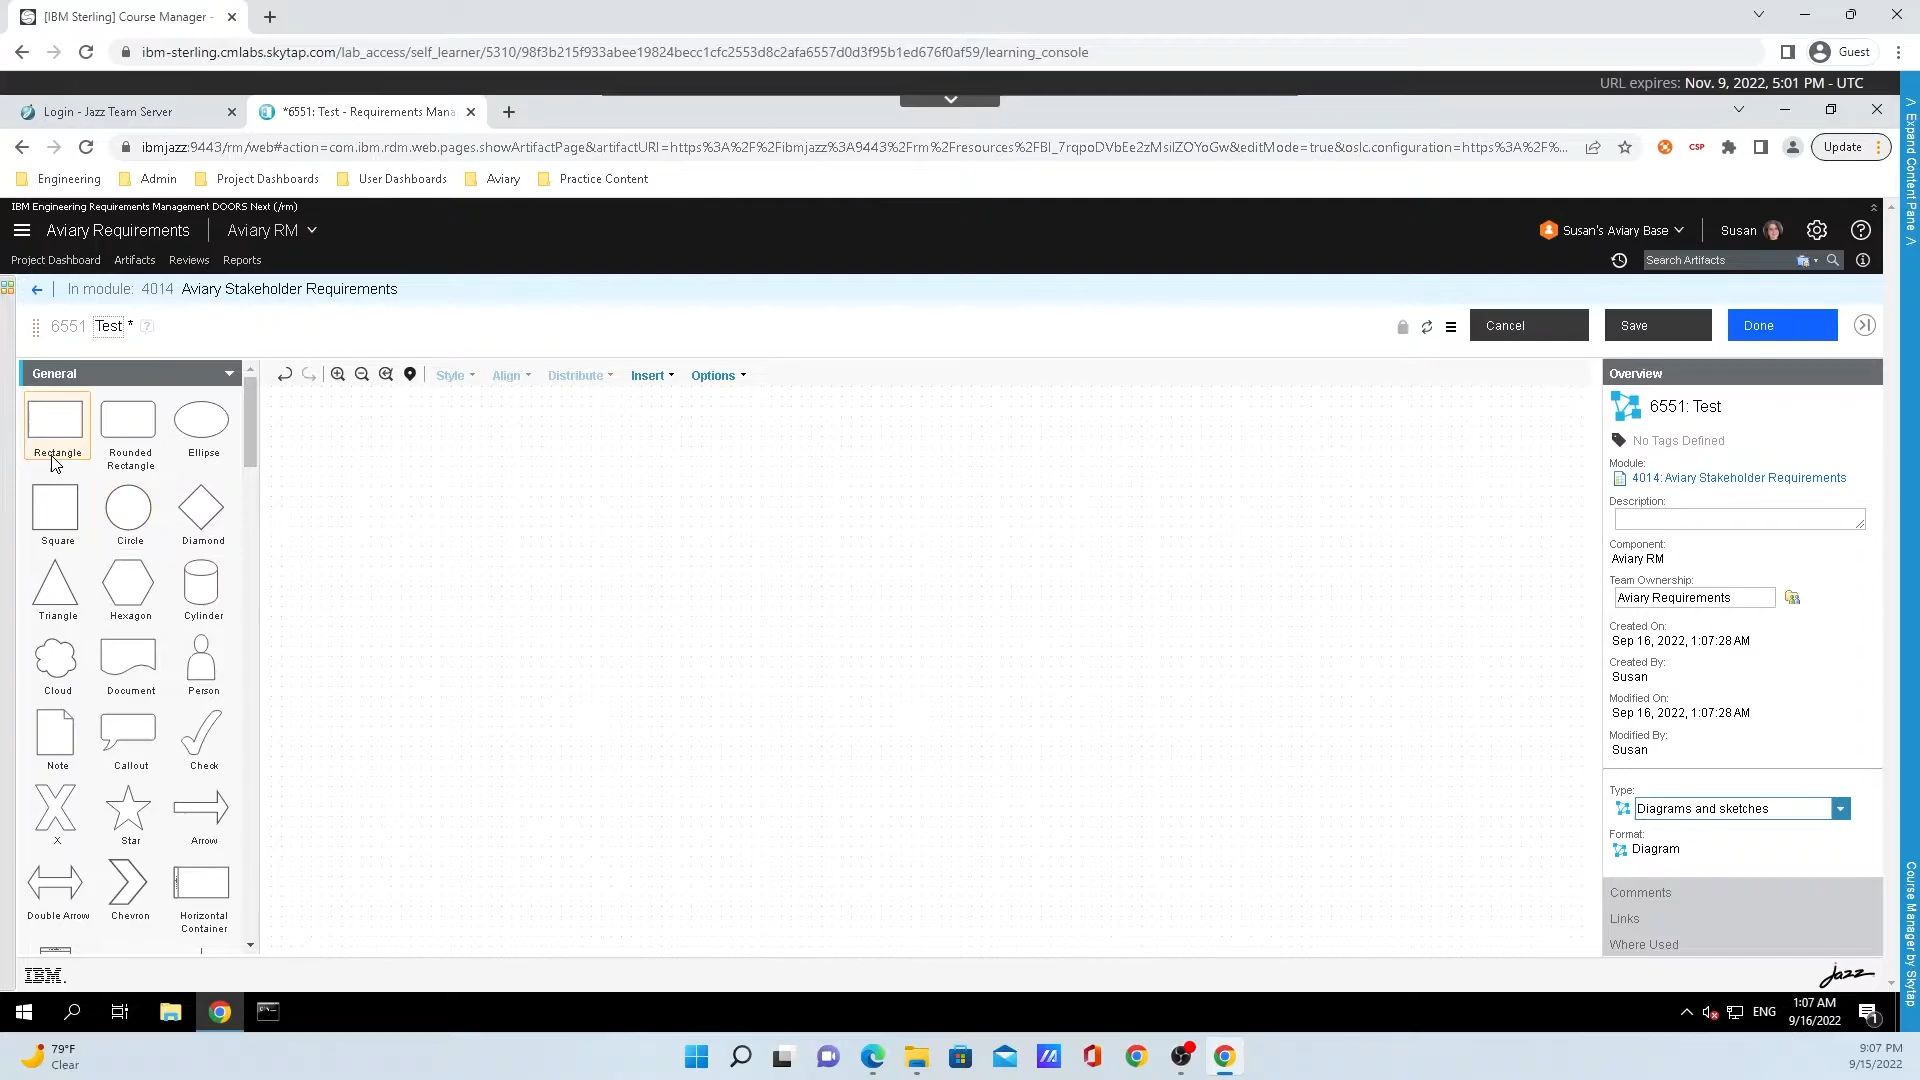 [IBM Sterling] Course Manager -
ibm-sterling.cmlabs.skytap.com/lab_access/self_learner/5310/98f3b215f933abee19824becc1cfc2553d8c2afa6557d0d3f95b1ed676f0af59/learning_console
Guest
URL expires: Nov. 9, 2022, 5:01 PM - UTC
Login - Jazz Team Server
*6551: Test - Requirements Mana
ibmjazz:9443/rm/web#action=com.ibm.rdm.web.pages.showArtifactPage&artifactURI=https%3A%2F%2Fibmjazz%3A9443%2Frm%2Fresources%2FBI_7rqpoDVbEe2zMsilZOYoGw&editMode=true&oslc.configuration=https%3A%2F%...
CSP
Update
Engineering
Admin
Project Dashboards
User Dashboards
Aviary
Practice Content
IBM Engineering Requirements Management DOORS Next (/rm)
Aviary Requirements
Aviary RM
Susan's Aviary Base
Susan
Project Dashboard
Artifacts
Reviews
Reports
Search Artifacts
In module: 4014 Aviary Stakeholder Requirements
6551 Test *
Cancel
Save
Done
General
Style
Align
Distribute
Insert
Options
Rectangle
Rounded Rectangle
Ellipse
Square
Circle
Diamond
Triangle
Hexagon
Cylinder
Cloud
Document
Person
Note
Callout
Check
X
Star
Arrow
Double Arrow
Chevron
Horizontal Container
Overview
6551: Test
No Tags Defined
Module:
4014: Aviary Stakeholder Requirements
Description:
Component:
Aviary RM
Team Ownership:
Aviary Requirements
Created On:
Sep 16, 2022, 1:07:28 AM
Created By:
Susan
Modified On:
Sep 16, 2022, 1:07:28 AM
Modified By:
Susan
Type:
Diagrams and sketches
Format:
Diagram
Comments
Links
Where Used
< Expand Content Pane <
Course Manager by Skytap
IBM.
Jazz
ENG
1:07 AM
9/16/2022
1
79°F
Clear
9:07 PM
9/15/2022